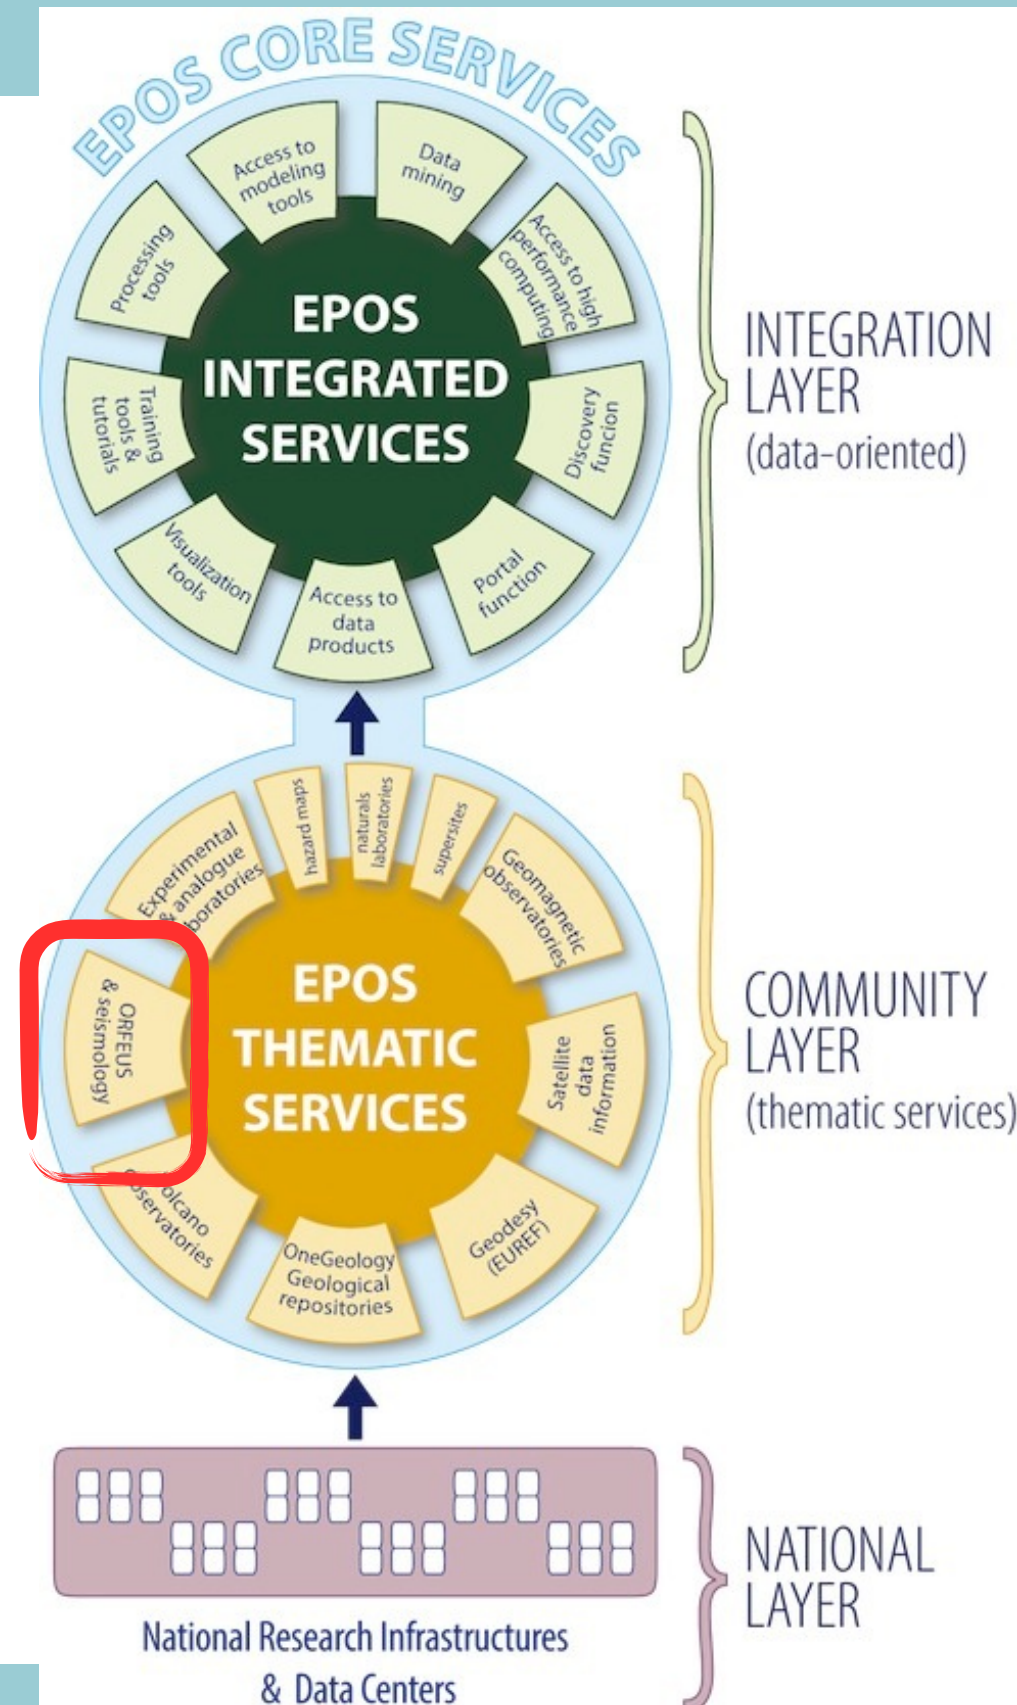 EPOS CORE SERVICES
Access to
modeling
tools
Data
mining
Access to high
performance
computing
Discovery
funcion
Portal
function
Access to
data
products
Visualization
tools
Training
tools &
tutorials
Processing
tools
EPOS
INTEGRATED
SERVICES
INTEGRATION
LAYER
(data-oriented)
Experimental
& analogue
boratories
hazard maps
naturals
laboratories
supersites
Geomagnetic
observatories
Satellite
data
information
Geodesy
(EUREF)
OneGeology
Geological
repositories
olcano
servatories
ORFEUS
& seismology
EPOS
THEMATIC
SERVICES
COMMUNITY
LAYER
(thematic services)
National Research Infrastructures
& Data Centers
NATIONAL
LAYER